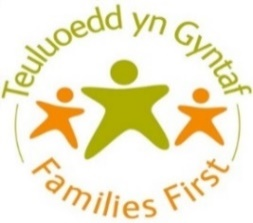 Teuluoedd yn Gyntaf
Families First